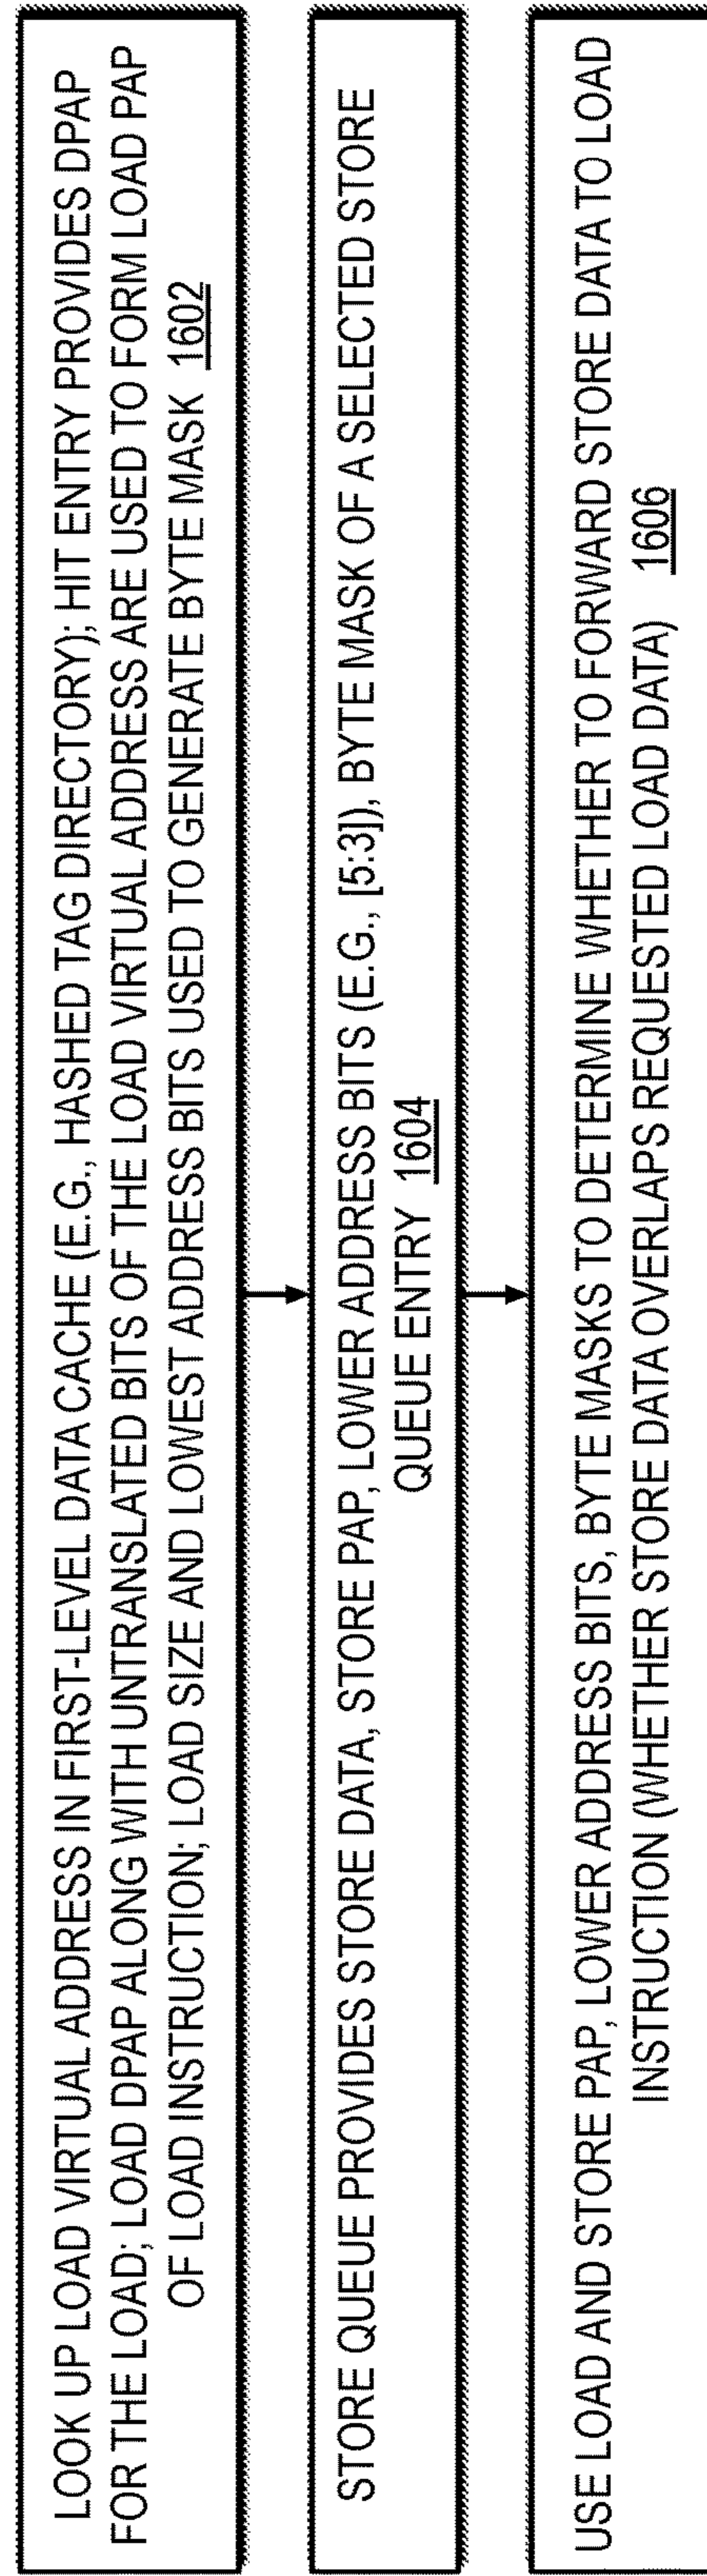 LOOK UP LOAD VIRTUAL ADDRESS IN FIRST-LEVEL DATA CACHE (E.G., HASHED TAG DIRECTORY); HIT ENTRY PROVIDES DPAP
FOR THE LOAD; LOAD DPAP ALONG WITH UNTRANSLATED BITS OF THE LOAD VIRTUAL ADDRESS ARE USED TO FORM LOAD PAP
OF LOAD INSTRUCTION; LOAD SIZE AND LOWEST ADDRESS BITS USED TO GENERATE BYTE MASK 1602
STORE QUEUE PROVIDES STORE DATA, STORE PAP, LOWER ADDRESS BITS (E.G., [5:3]), BYTE MASK OF A SELECTED STORE
QUEUE ENTRY 1604
USE LOAD AND STORE PAP, LOWER ADDRESS BITS, BYTE MASKS TO DETERMINE WHETHER TO FORWARD STORE DATA TO LOAD
INSTRUCTION (WHETHER STORE DATA OVERLAPS REQUESTED LOAD DATA) 1606